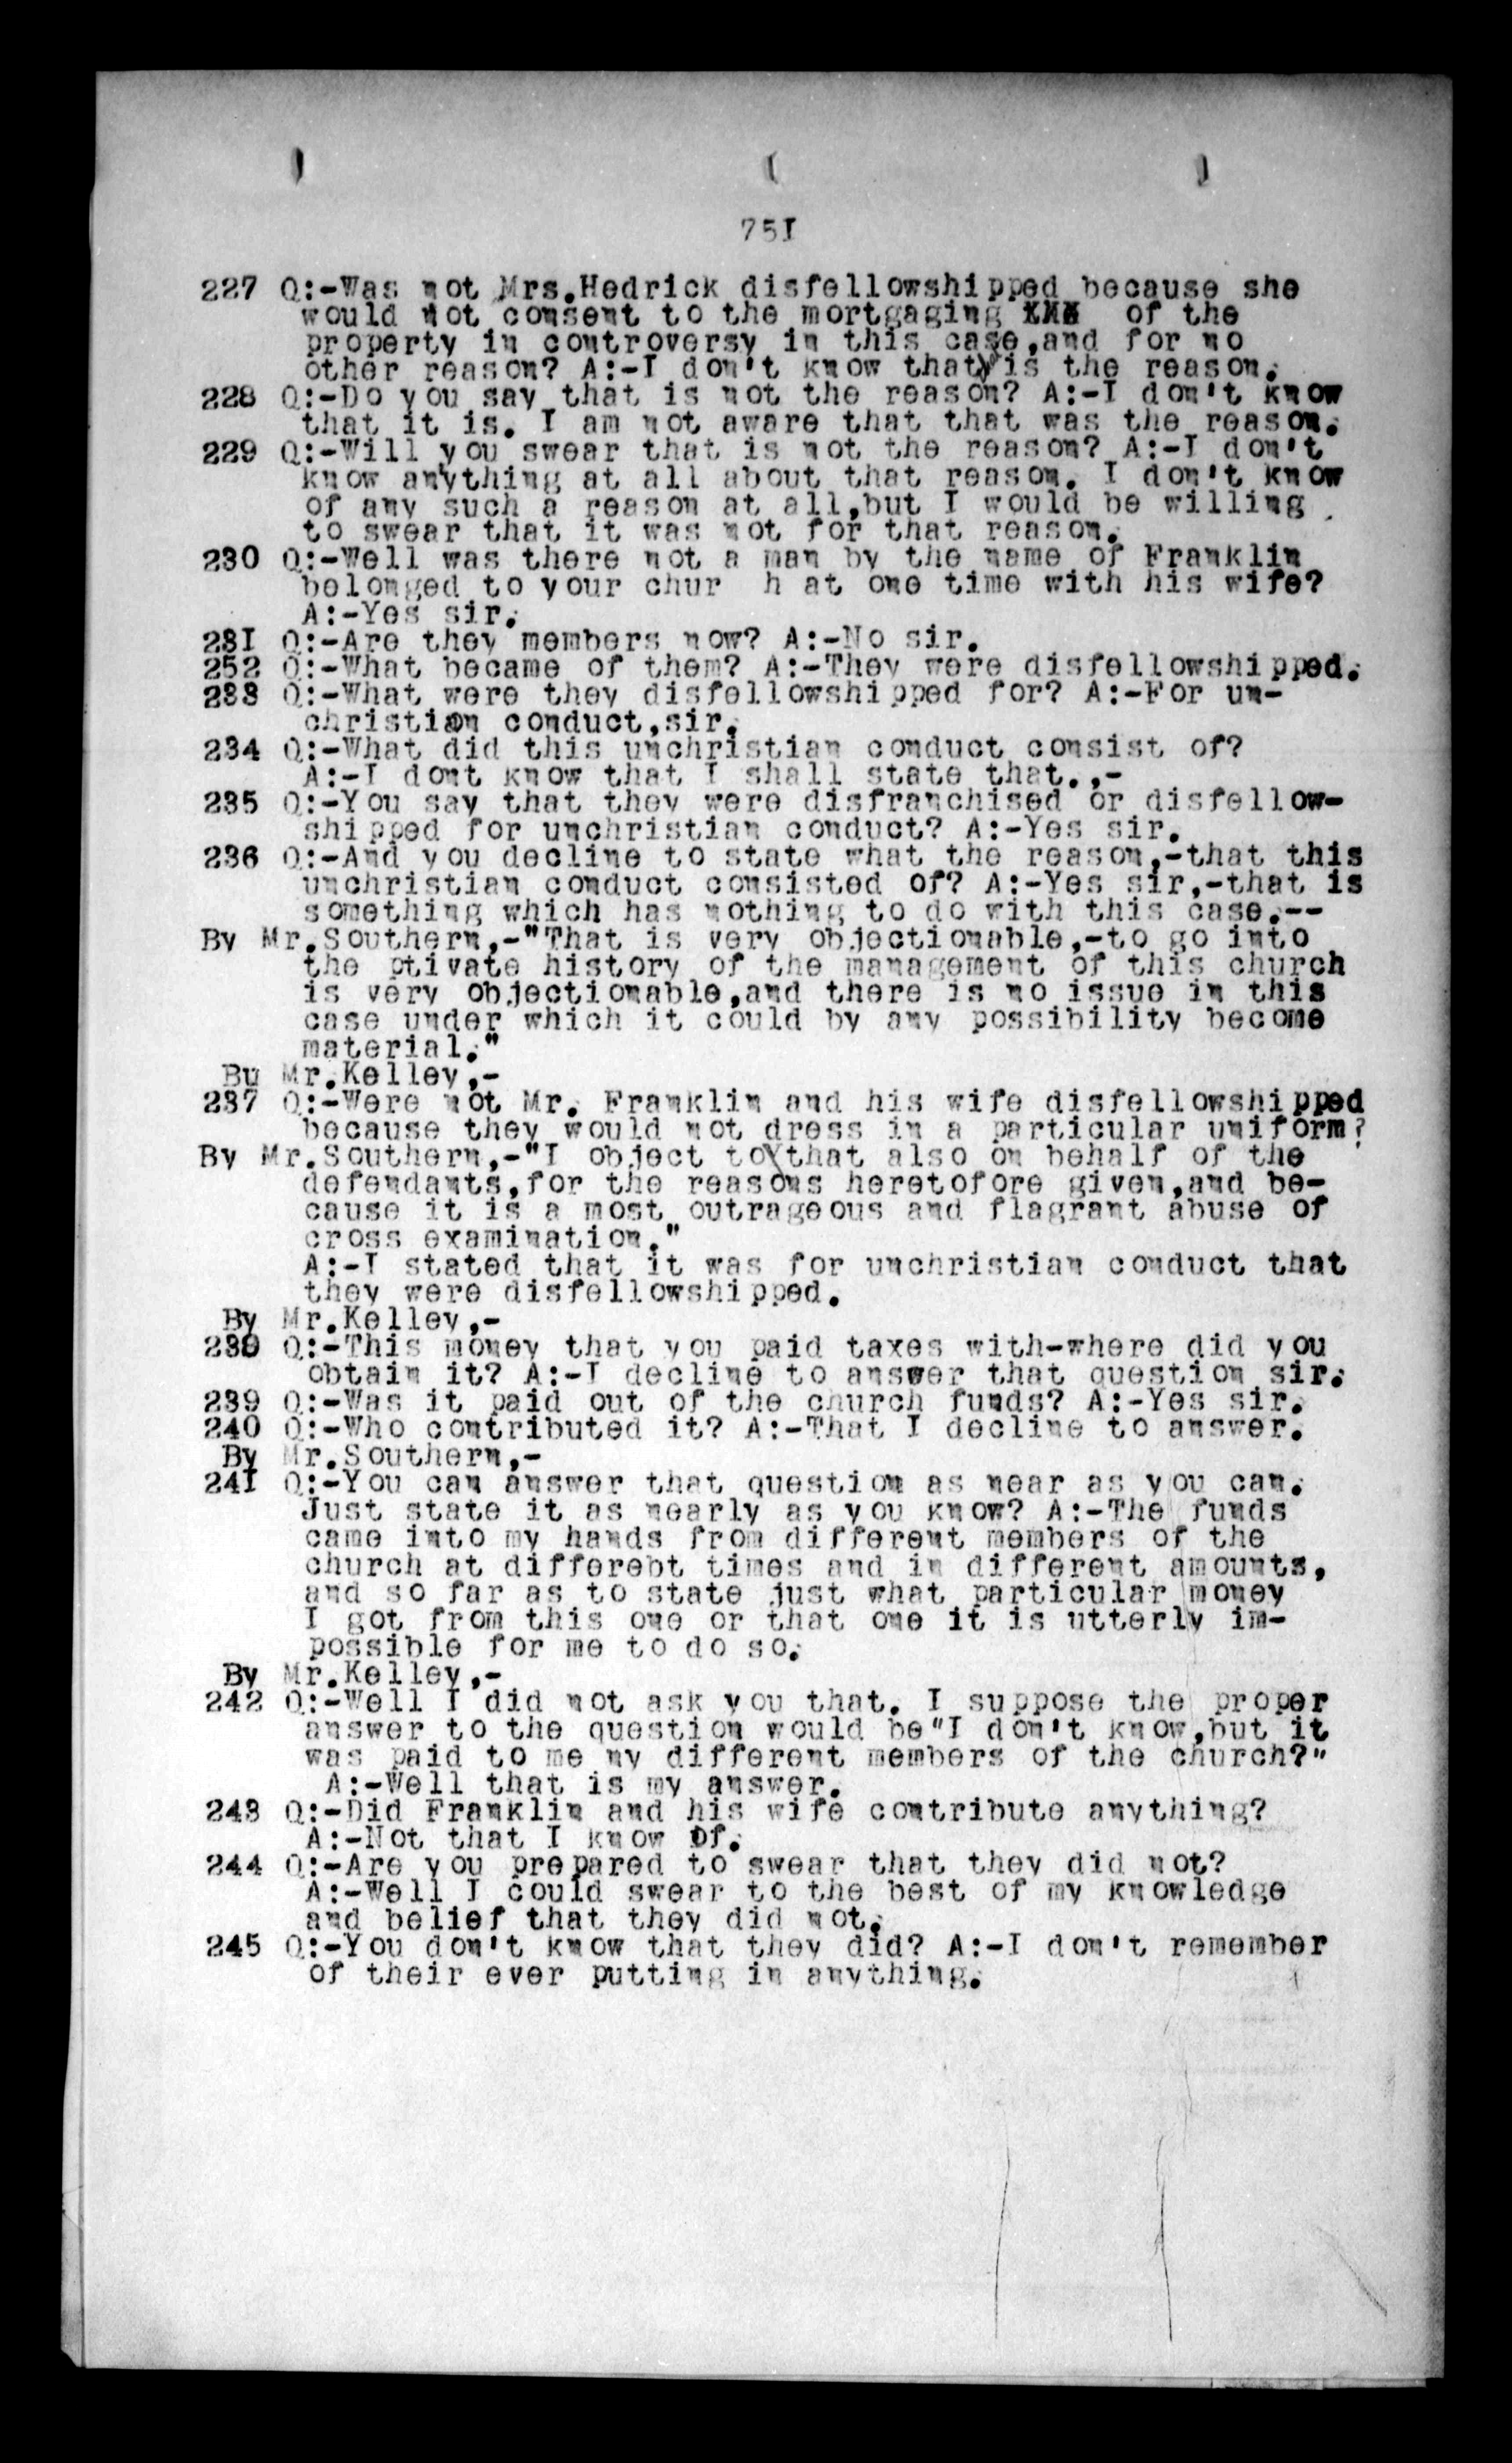 751
227 Q:-Was not Mrs.Hedrick disfellowshipped because she
would not consent to the mortgaging XXX of the
property in controversy in this case,and for no
other reason? A:-I don't know that is the reason.
228 Q:-Do you say that is not the reason? A:-I don't know
that it is. I am not aware that that was the reason.
229 Q:-Will you swear that is not the reason? A:-I don't
know anything at all about that reason. I don't know
of any such a reason at all,but I would be willing
to swear that it was not for that reason.
230 Q:-Well was there not a man by the name of Franklin
belonged to your chur h at one time with his wife?
A:-Yes sir.
231 Q:-Are they members now? A:-No sir.
252 Q:-What became of them? A:-They were disfellowshipped.
233 Q:-What were they disfellowshipped for? A:-For un-
christian conduct,sir.
234 Q:-What did this unchristian conduct consist of?
A:-I dont know that I shall state that.,-
235 Q:-You say that they were disfranchised or disfellow-
shipped for unchristian conduct? A:-Yes sir.
236 Q:-And you decline to state what the reason,-that this
unchristian conduct consisted of? A:-Yes sir,-that is
something which has nothing to do with this case.--
By Mr.Southern,-"That is very objectionable,-to go into
the ptivate history of the management of this church
is very objectionable,and there is no issue in this
case under which it could by any possibility become
material."
Bu Mr.Kelley,-
237 Q:-Were not Mr. Franklin and his wife disfellowshipped
because they would not dress in a particular uniform?
By Mr.Southern,-"I object to that also on behalf of the
defendants,for the reasons heretofore given,and be-
cause it is a most outrageous and flagrant abuse of
cross examination."
A:-I stated that it was for unchristian conduct that
they were disfellowshipped.
By Mr.Kelley,-
238 Q:-This money that you paid taxes with-where did you
obtain it? A:-I decline to answer that question sir.
239 Q:-Was it paid out of the church funds? A:-Yes sir.
240 Q:-Who contributed it? A:-That I decline to answer.
By Mr.Southern,-
241 Q:-You can answer that question as near as you can.
Just state it as nearly as you know? A:-The funds
came into my hands from different members of the
church at differebt times and in different amounts,
and so far as to state just what particular money
I got from this one or that one it is utterly im-
possible for me to do so.
By Mr.Kelley,-
242 Q:-Well I did not ask you that. I suppose the proper
answer to the question would be"I don't know,but it
was paid to me ny different members of the church?"
A:-Well that is my answer.
243 Q:-Did Franklin and his wife contribute anything?
A:-Not that I know Of.
244 Q:-Are you prepared to swear that they did not?
A:-Well I could swear to the best of my knowledge
and belief that they did not.
245 Q:-You don't know that they did? A:-I don't remember
of their ever putting in anything.